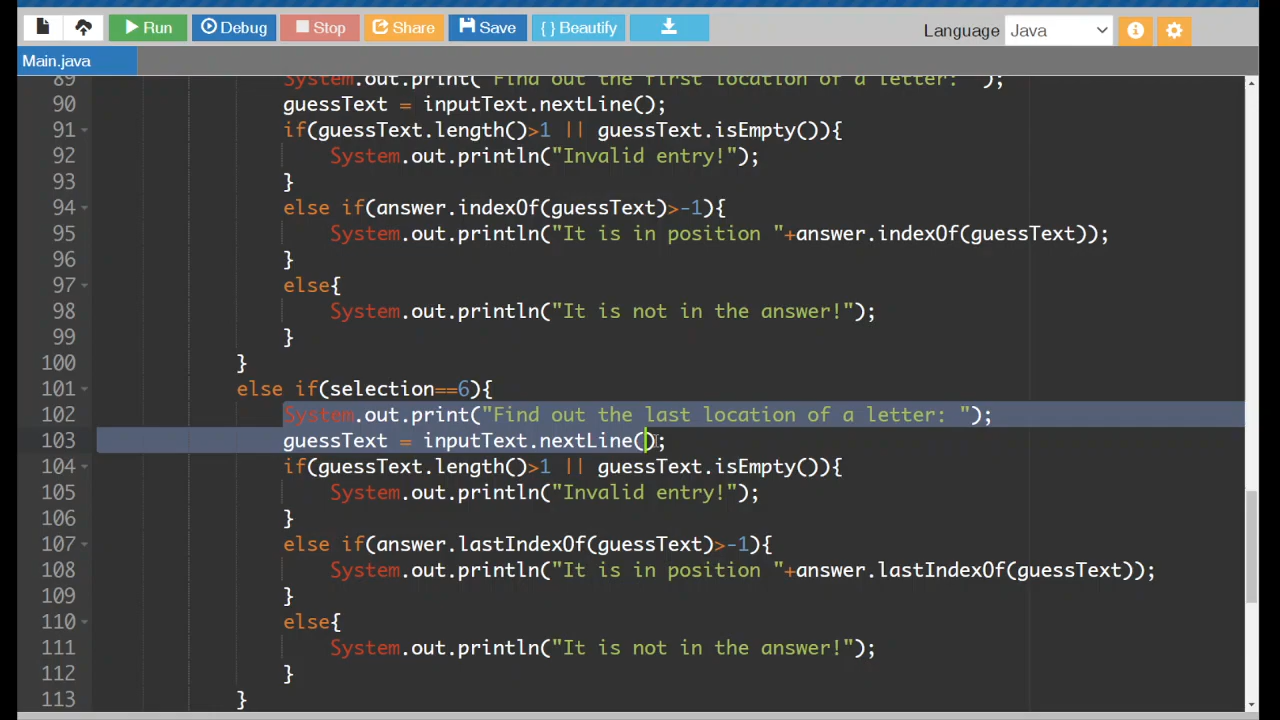 Run Debug Stop Share Save { } Beautify Language Java
Main.java
89 System.out.print("Find out the first location of a letter: ");
90 guessText = inputText.nextLine();
91 if(guessText.length()>1 || guessText.isEmpty()){
92 System.out.println("Invalid entry!");
93 }
94 else if(answer.indexOf(guessText)>-1){
95 System.out.println("It is in position "+answer.indexOf(guessText));
96 }
97 else{
98 System.out.println("It is not in the answer!");
99 }
100 }
101 else if(selection==6){
102 System.out.print("Find out the last location of a letter: ");
103 guessText = inputText.nextLine();
104 if(guessText.length()>1 || guessText.isEmpty()){
105 System.out.println("Invalid entry!");
106 }
107 else if(answer.lastIndexOf(guessText)>-1){
108 System.out.println("It is in position "+answer.lastIndexOf(guessText));
109 }
110 else{
111 System.out.println("It is not in the answer!");
112 }
113 }